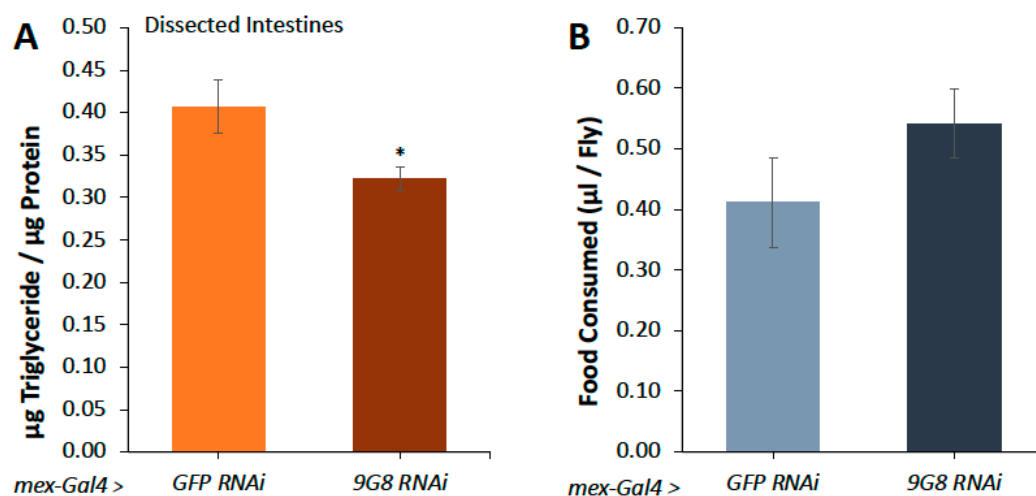 A
Dissected Intestines
µg Triglyceride / µg Protein
0.50
0.45
0.40
0.35
0.30
0.25
0.20
0.15
0.10
0.05
0.00
*
mex-Gal4 >
GFP RNAi
9G8 RNAi
B
Food Consumed (µl / Fly)
0.70
0.60
0.50
0.40
0.30
0.20
0.10
0.00
mex-Gal4 >
GFP RNAi
9G8 RNAi